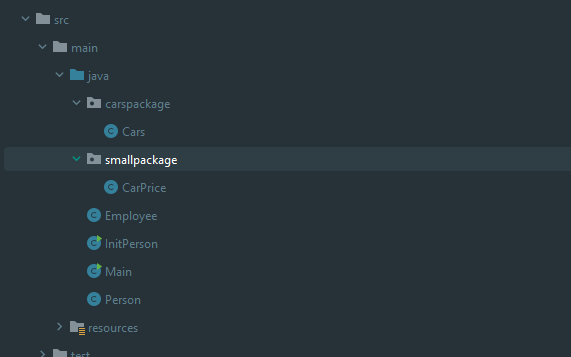 src
main
java
carspackage
C Cars
smallpackage
C CarPrice
C Employee
C InitPerson
C Main
C Person
resources
test